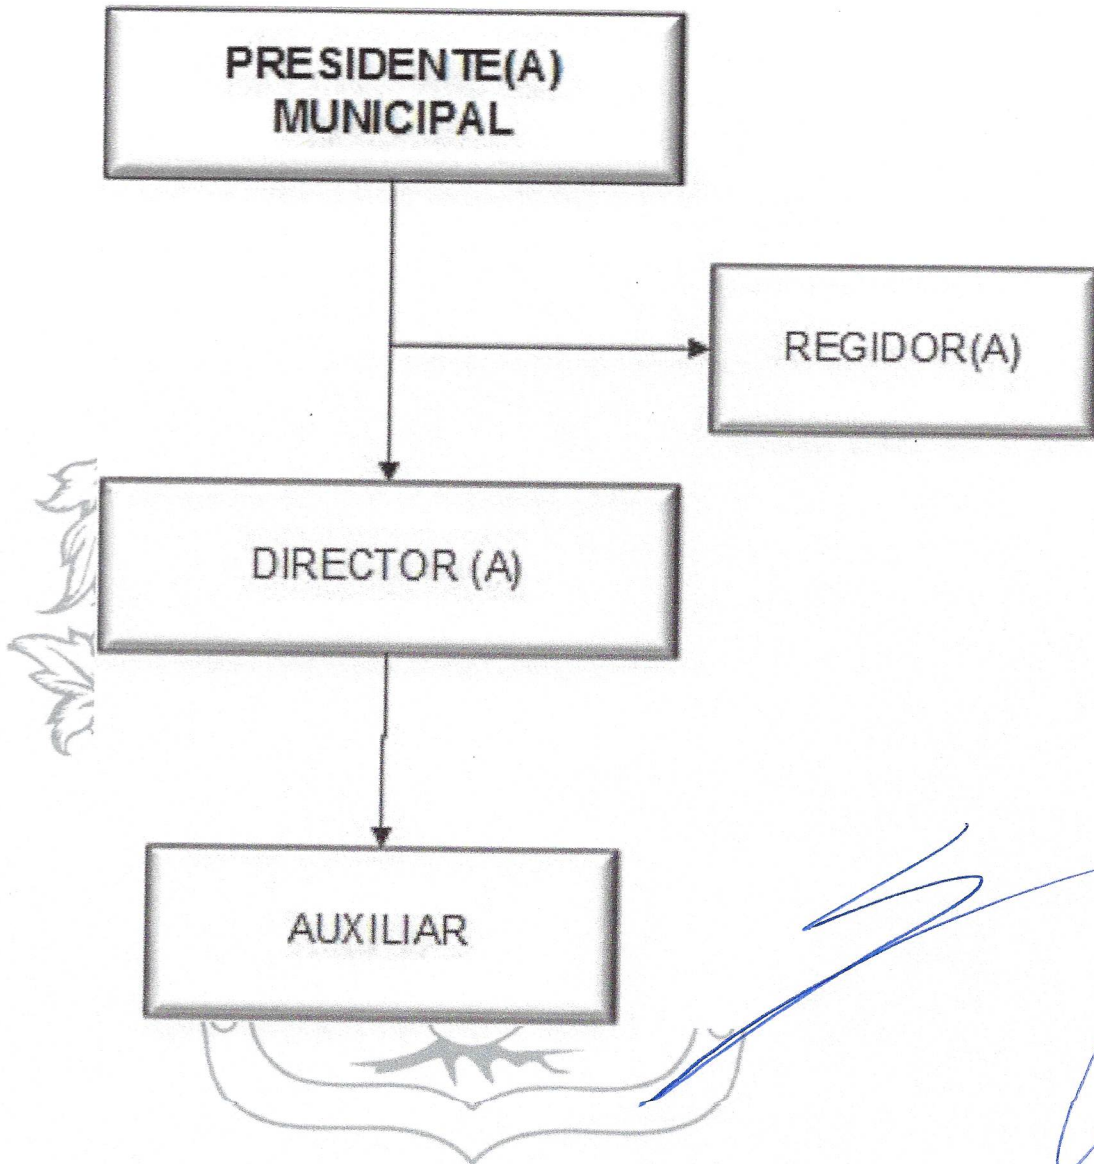 PRESIDENTE(A)
MUNICIPAL
REGIDOR(A)
DIRECTOR (A)
AUXILIAR